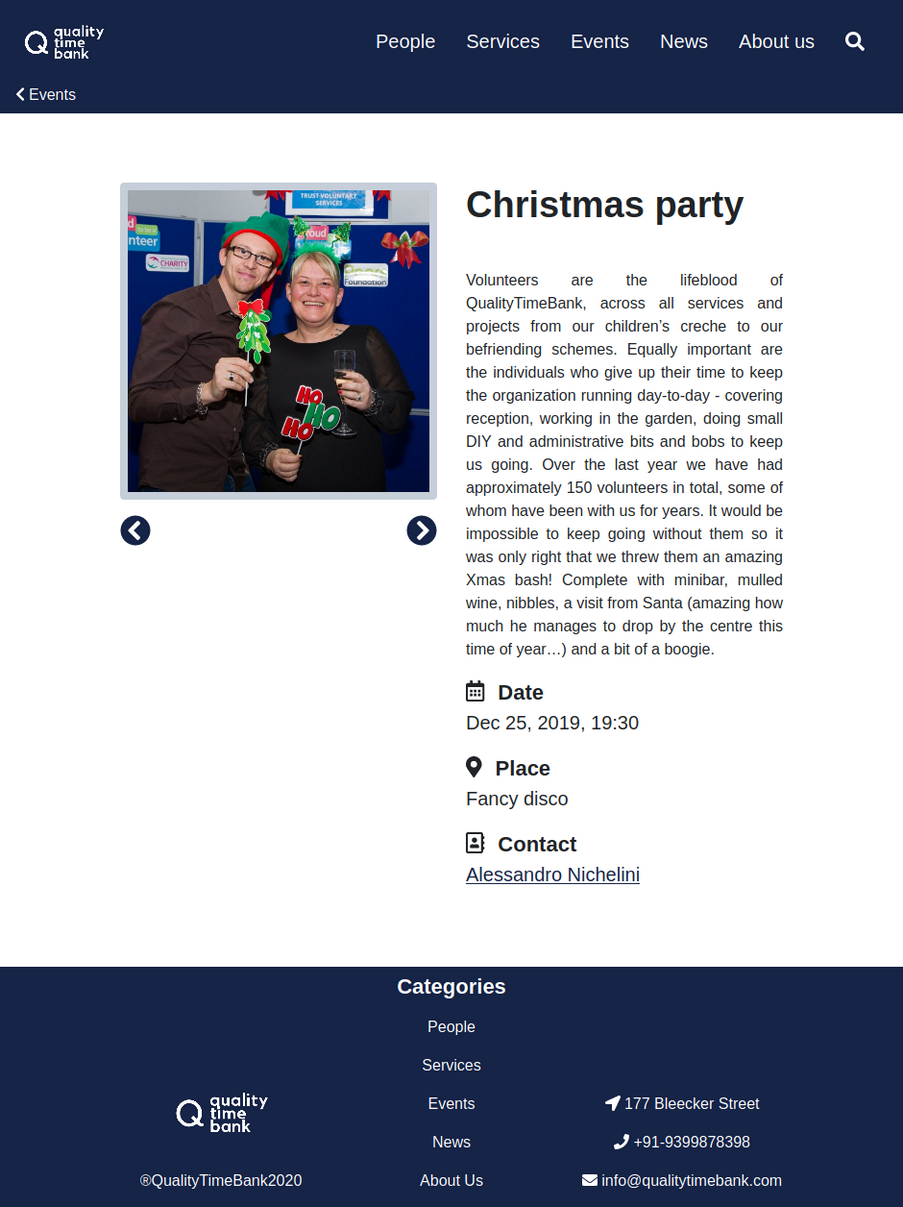 quality
time
bank
People Services Events News About us
Events
Christmas party
TRUST VOLUNTARY
SERVICES
proud
to be a
nteer
CHARITY
Foundation
HO
HO
HO
Volunteers are the lifeblood of
QualityTimeBank, across all services and
projects from our children’s creche to our
befriending schemes. Equally important are
the individuals who give up their time to keep
the organization running day-to-day - covering
reception, working in the garden, doing small
DIY and administrative bits and bobs to keep
us going. Over the last year we have had
approximately 150 volunteers in total, some of
whom have been with us for years. It would be
impossible to keep going without them so it
was only right that we threw them an amazing
Xmas bash! Complete with minibar, mulled
wine, nibbles, a visit from Santa (amazing how
much he manages to drop by the centre this
time of year…) and a bit of a boogie.
Date
Dec 25, 2019, 19:30
Place
Fancy disco
Contact
Alessandro Nichelini
quality
time
bank
®QualityTimeBank2020
Categories
People
Services
Events
News
About Us
177 Bleecker Street
+91-9399878398
info@qualitytimebank.com